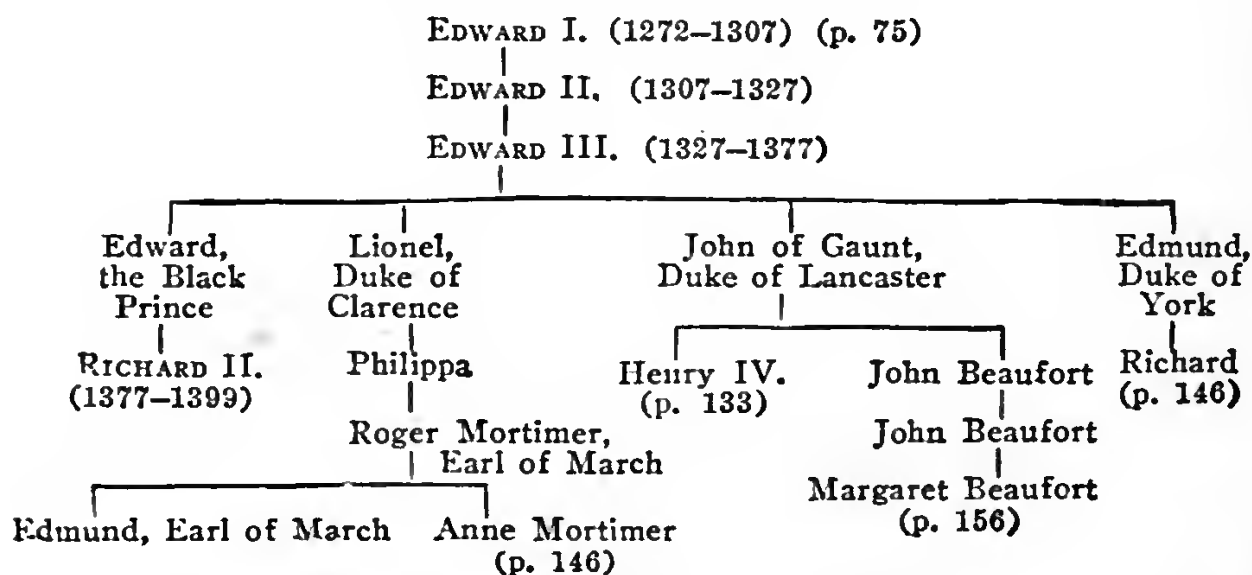 EDWARD I. (1272–1307) (p. 75)
EDWARD II. (1307–1327)
EDWARD III. (1327–1377)
Edward,
the Black
Prince
Lionel,
Duke of
Clarence
John of Gaunt,
Duke of Lancaster
Edmund,
Duke of
York
RICHARD II.
(1377–1399)
Philippa
Henry IV.
(p. 133)
John Beaufort
Richard
(p. 146)
Roger Mortimer,
Earl of March
John Beaufort
Margaret Beaufort
(p. 156)
Edmund, Earl of March
Anne Mortimer
(p. 146)